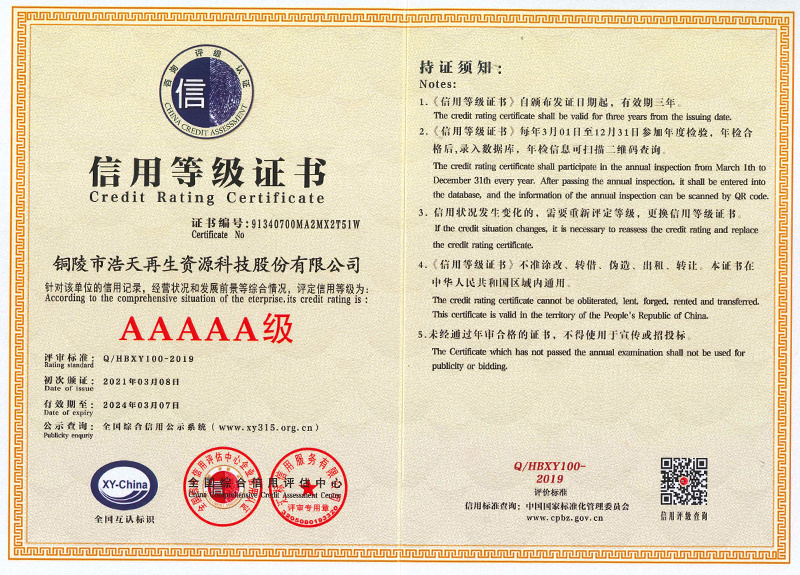 咨询 评级 认证
信
CHINA CREDIT ASSESSMENT
信用等级证书
Credit Rating Certificate
证书编号:91340700MA2MX2T51W
Certificate No
铜陵市浩天再生资源科技股份有限公司
针对该单位的信用记录，经营状况和发展前景等综合情况，评定信用等级为:
According to the comprehensive situation of the eterprise,its credit rating is :
AAAAA级
评审标准: Q/HBXY100-2019
Rating standard
初次颁证: 2021年03月08日
Date of issue
有效期至: 2024年03月07日
Date of expiry
公示查询: 全国综合信用公示系统（www.xy315.org.cn）
Publicity enquriy
XY-China
全国互认标识
全国综合信用评估中心
China Comprehensive Credit Assessment Center
评审专用章
持证须知:
Notes:
1.《信用等级证书》自颁布发证日期起，有效期三年。
The credit rating certificate shall be valid for three years from the issuing date.
2.《信用等级证书》每年3月01日至12月31日参加年度检验，年检合
格后,录入数据库，年检信息可扫描二维码查询。
The credit rating certificate shall participate in the annual inspection from March 1th to
December 31th every year. After passing the annual inspection, it shall be entered into
the database, and the information of the annual inspection can be scanned by QR code.
3. 信用状况发生变化的，需要重新评定等级，更换信用等级证书。
If the credit situation changes, it is necessary to reassess the credit rating and replace
the credit rating certificate.
4.《信用等级证书》不准涂改、转借、伪造、出租、转让。本证书在
中华人民共和国区域内通用。
The credit rating certificate cannot be obliterated, lent, forged, rented and transferred.
This certificate is valid in the territory of the People's Republic of China.
5.未经通过年审合格的证书，不得使用于宣传或招投标。
The Certificate which has not passed the annual examination shall not be used for
publicity or bidding.
Q/HBXY100-
2019
评价标准
信用标准查询: 中国国家标准化管理委员会
www.cpbz.gov.cn
信用评级查询